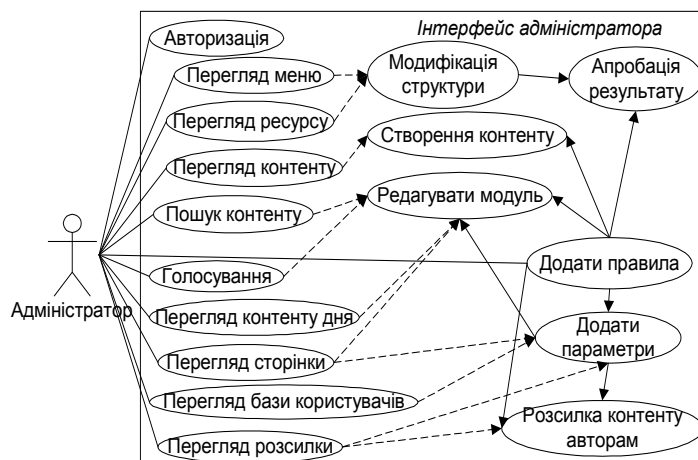 Інтерфейс адміністратора
Авторизація
Перегляд меню
Модифікація
структури
Апробація
результату
Перегляд ресурсу
Створення контенту
Перегляд контенту
Редагувати модуль
Пошук контенту
Додати правила
Голосування
Адміністратор
Перегляд контенту дня
Додати
параметри
Перегляд сторінки
Перегляд бази користувачів
Розсилка контенту
авторам
Перегляд розсилки